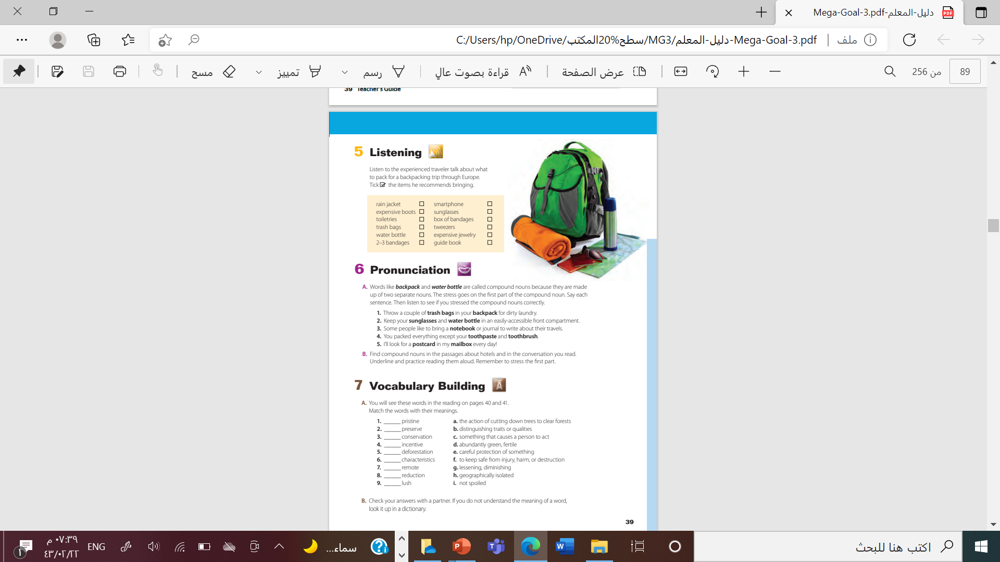 دليل-المعلم-Mega-Goal-3.pdf
ملف
C:/Users/hp/OneDrive/سطح%20المكتب/MG3/دليل-المعلم-Mega-Goal-3.pdf
89 من 256
عرض الصفحة
قراءة بصوت عالٍ
رسم
تمييز
مسح
39 Teacher's Guide
5 Listening
Listen to the experienced traveler talk about what
to pack for a backpacking trip through Europe.
Tick the items he recommends bringing.
rain jacket
expensive boots
toiletries
trash bags
water bottle
2–3 bandages
smartphone
sunglasses
box of bandages
tweezers
expensive jewelry
guide book
6 Pronunciation
A. Words like backpack and water bottle are called compound nouns because they are made
up of two separate nouns. The stress goes on the first part of the compound noun. Say each
sentence. Then listen to see if you stressed the compound nouns correctly.
1. Throw a couple of trash bags in your backpack for dirty laundry.
2. Keep your sunglasses and water bottle in an easily-accessible front compartment.
3. Some people like to bring a notebook or journal to write about their travels.
4. You packed everything except your toothpaste and toothbrush.
5. I'll look for a postcard in my mailbox every day!
B. Find compound nouns in the passages about hotels and in the conversation you read.
Underline and practice reading them aloud. Remember to stress the first part.
7 Vocabulary Building
A. You will see these words in the reading on pages 40 and 41.
Match the words with their meanings.
1. ______ pristine
2. ______ preserve
3. ______ conservation
4. ______ incentive
5. ______ deforestation
6. ______ characteristics
7. ______ remote
8. ______ reduction
9. ______ lush
a. the action of cutting down trees to clear forests
b. distinguishing traits or qualities
c. something that causes a person to act
d. abundantly green, fertile
e. careful protection of something
f. to keep safe from injury, harm, or destruction
g. lessening, diminishing
h. geographically isolated
i. not spoiled
B. Check your answers with a partner. If you do not understand the meaning of a word,
look it up in a dictionary.
39
اكتب هنا للبحث
سماء...
ENG
٠٧:٣٩ م
٤٣/٠٢/٢٢
١